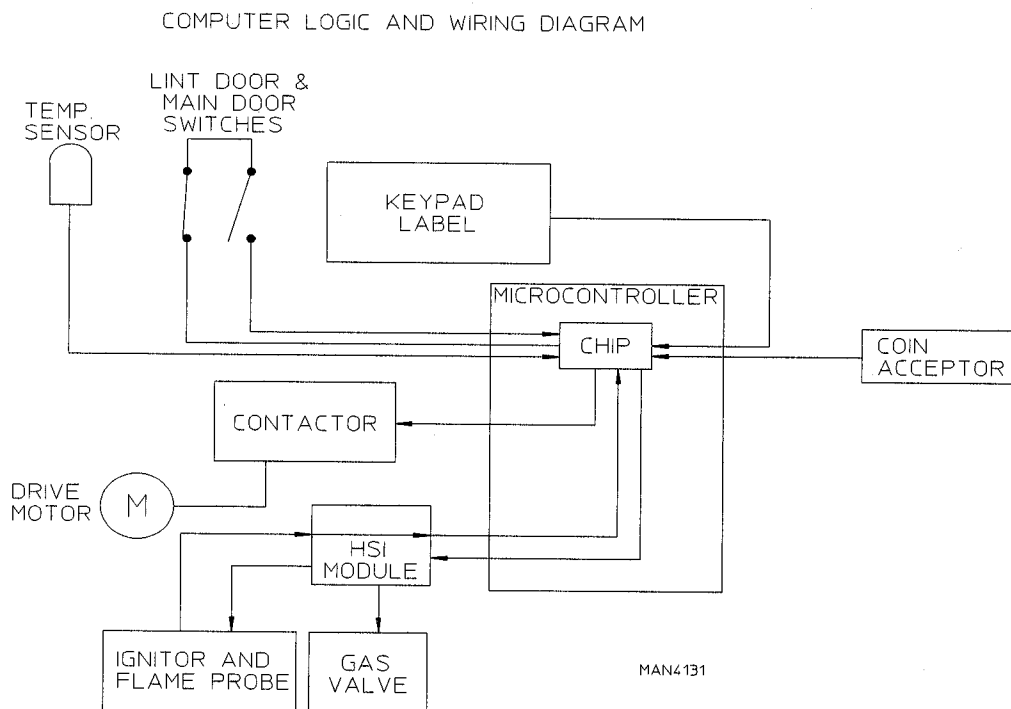 COMPUTER LOGIC AND WIRING DIAGRAM
LINT DOOR &
MAIN DOOR
SWITCHES
TEMP.
SENSOR
KEYPAD
LABEL
MICROCONTROLLER
CHIP
COIN
ACCEPTOR
CONTACTOR
DRIVE
MOTOR
M
HSI
MODULE
IGNITOR AND
FLAME PROBE
GAS
VALVE
MAN4131